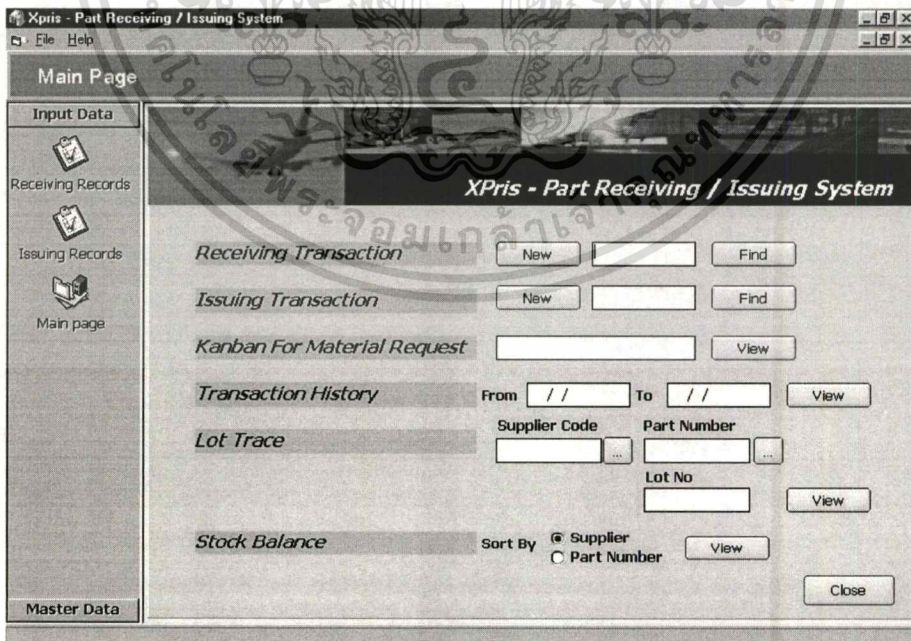 Xpris - Part Receiving / Issuing System
File Help
Main Page
Input Data
Receiving Records
Issuing Records
Main page
Master Data
XPris - Part Receiving / Issuing System
Receiving Transaction New Find
Issuing Transaction New Find
Kanban For Material Request View
Transaction History From / / To / / View
Lot Trace Supplier Code ... Part Number ...
Lot No View
Stock Balance Sort By Supplier View
Part Number
Close